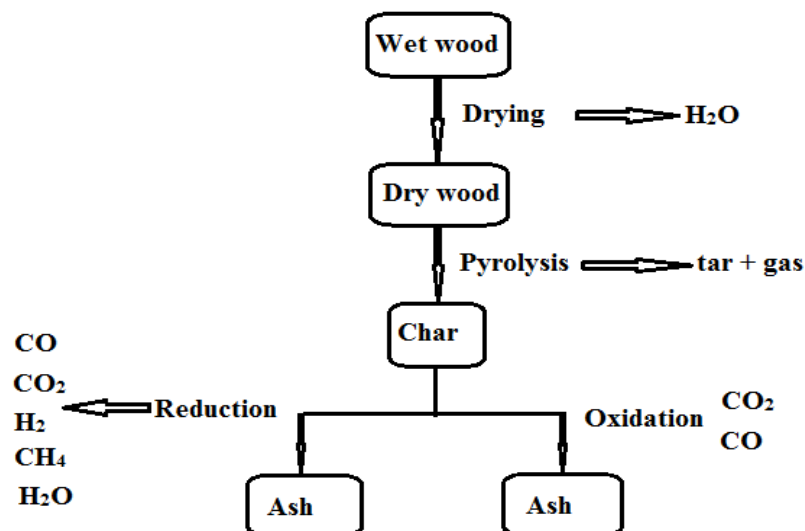 Wet wood
Drying
H₂O
Dry wood
Pyrolysis
tar + gas
Char
CO
CO₂
H₂
CH₄
H₂O
Reduction
Oxidation
CO₂
CO
Ash
Ash